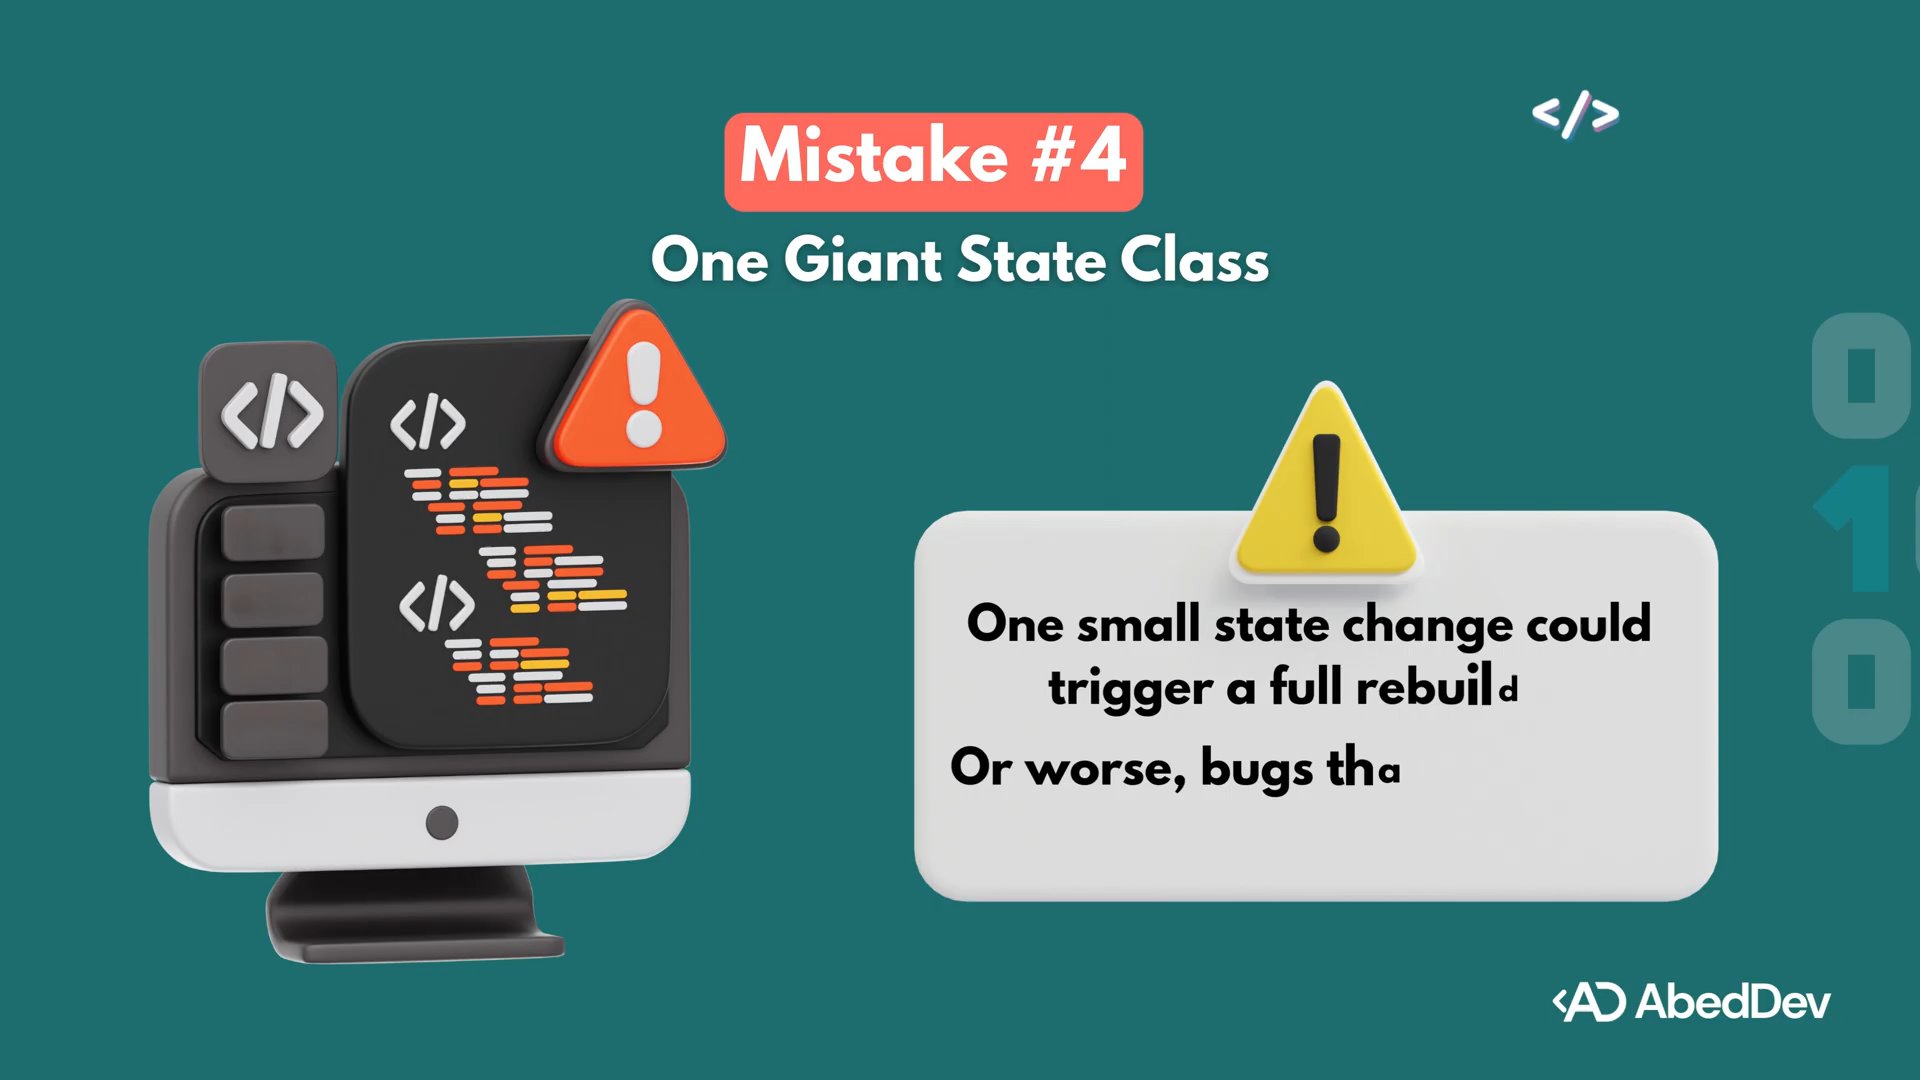 Mistake #4
One Giant State Class
</>
</>
</>
</>
0
1
0
One small state change could
trigger a full rebuild
Or worse, bugs tha
<AD AbedDev